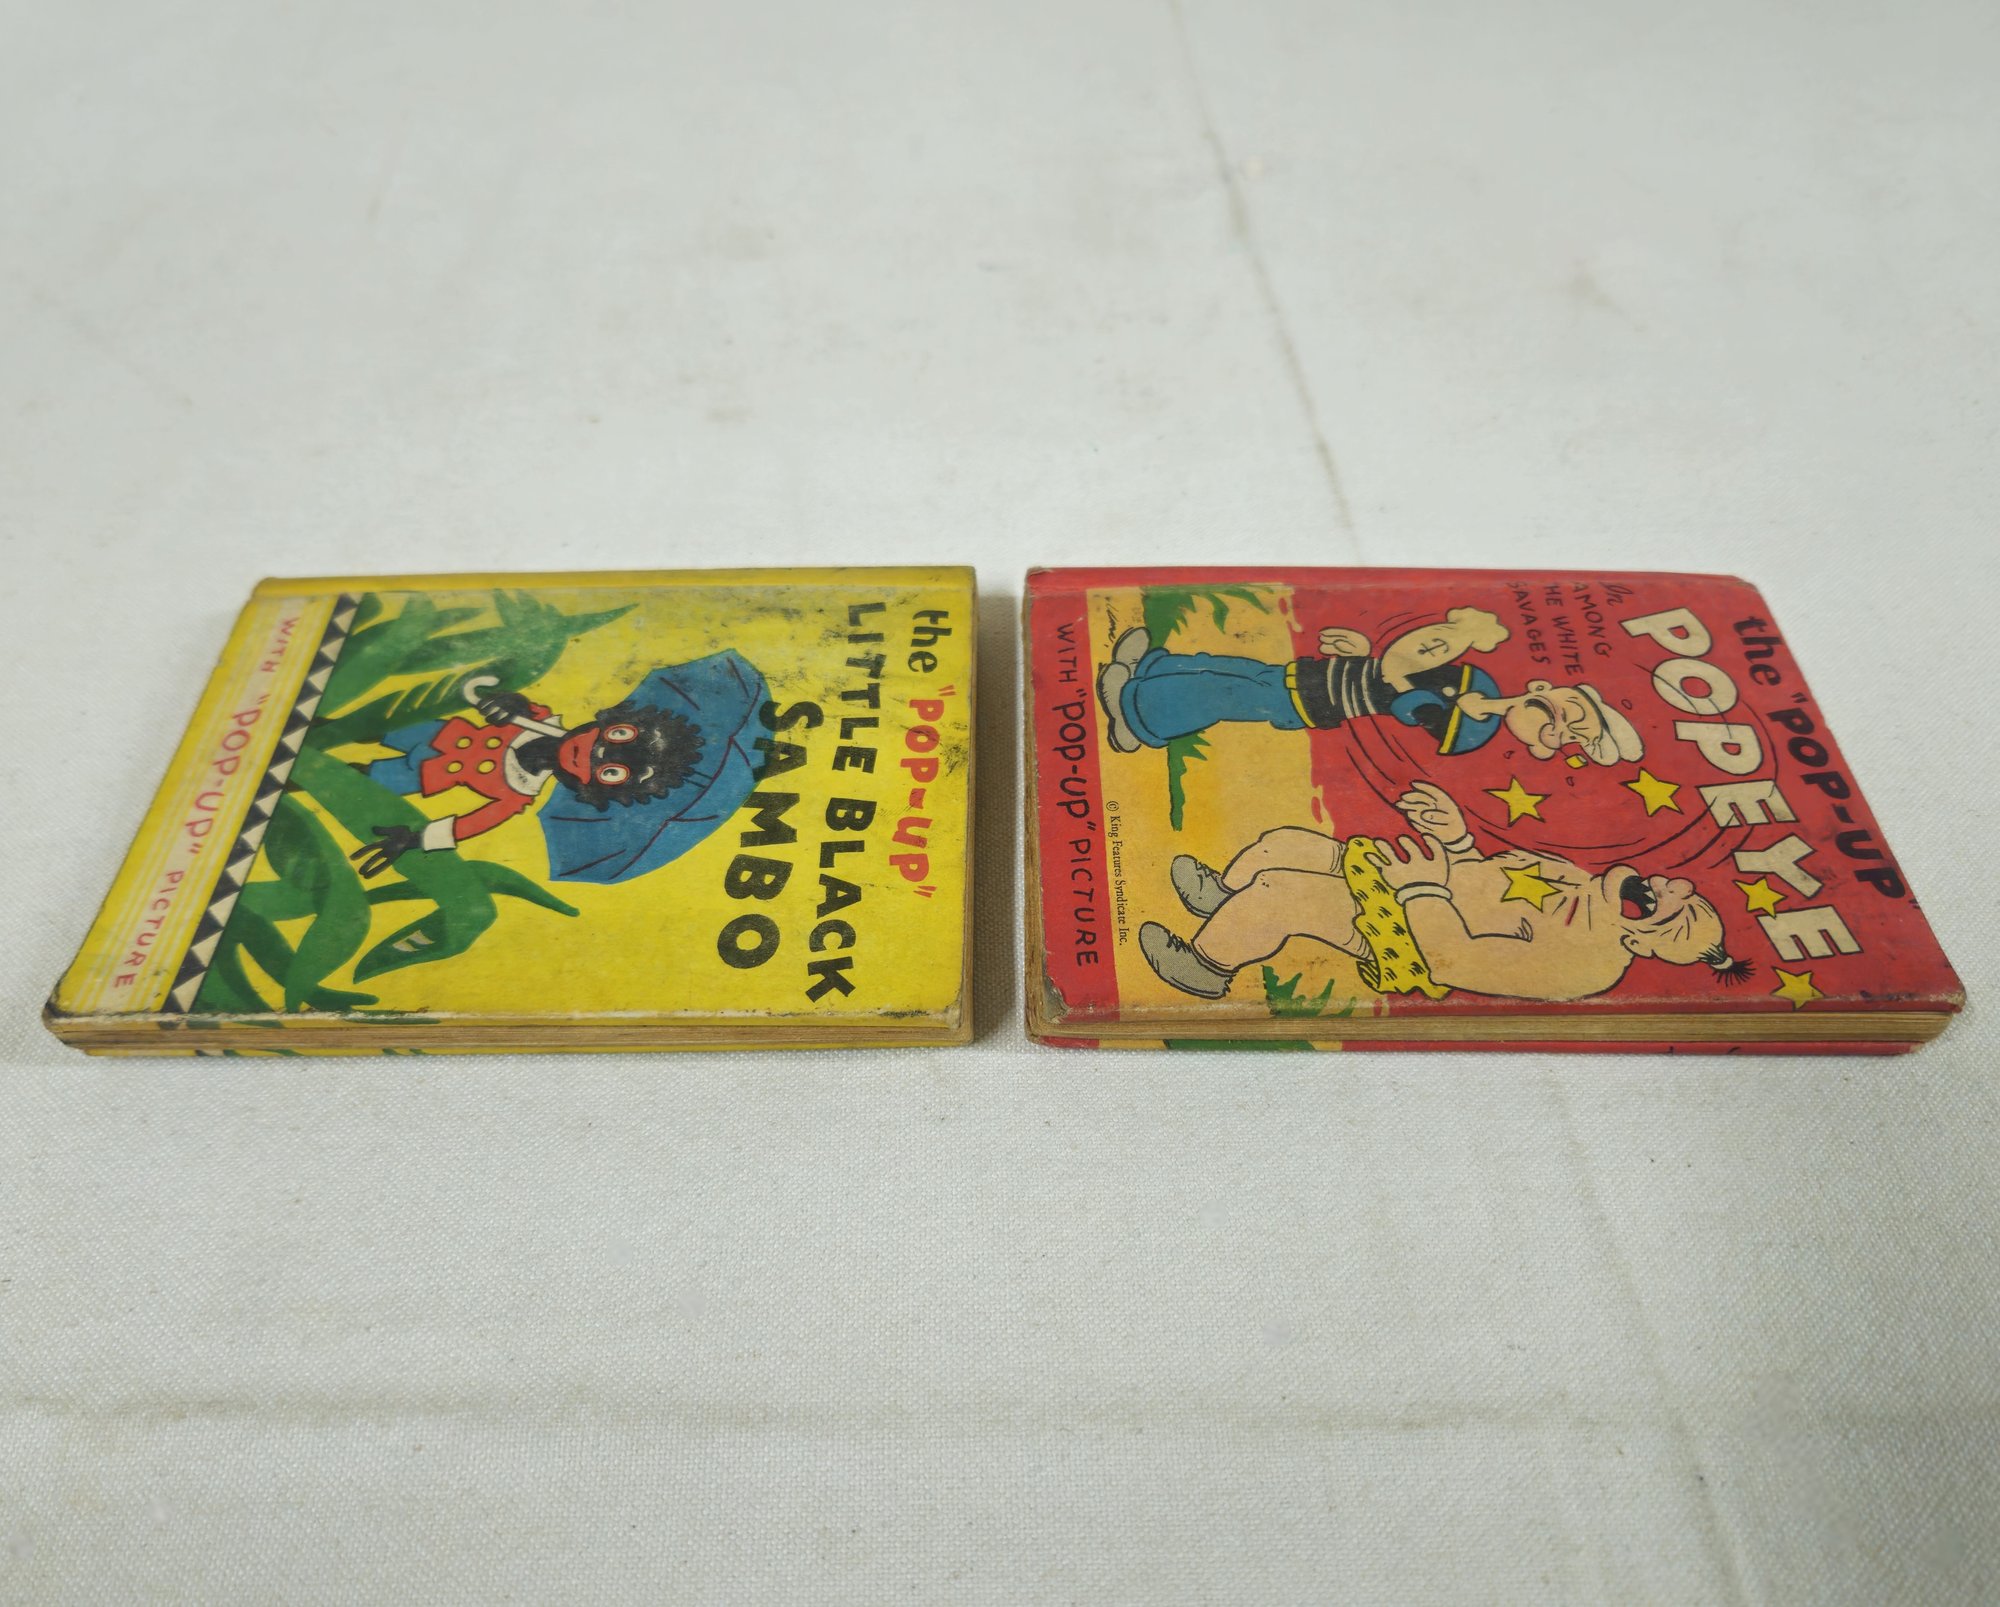 the "POP-UP"
LITTLE BLACK
SAMBO
WITH "POP-UP" PICTURE
the "POP-UP"
POPEYE
In
AMONG
THE WHITE
SAVAGES
© King Features Syndicate Inc.
WITH "POP-UP" PICTURE